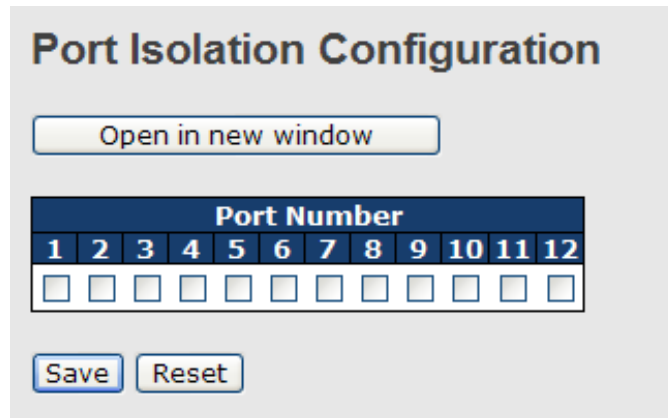 Port Isolation Configuration
Open in new window
Port Number
1 2 3 4 5 6 7 8 9 10 11 12
Save Reset